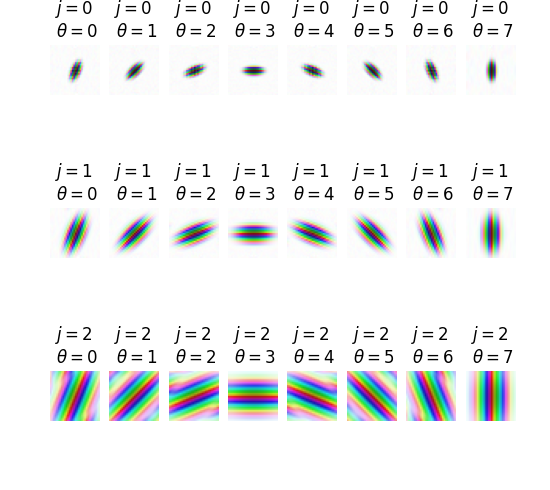 j = 0 j = 0 j = 0 j = 0 j = 0 j = 0 j = 0 j = 0
θ = 0 θ = 1 θ = 2 θ = 3 θ = 4 θ = 5 θ = 6 θ = 7
j = 1 j = 1 j = 1 j = 1 j = 1 j = 1 j = 1 j = 1
θ = 0 θ = 1 θ = 2 θ = 3 θ = 4 θ = 5 θ = 6 θ = 7
j = 2 j = 2 j = 2 j = 2 j = 2 j = 2 j = 2 j = 2
θ = 0 θ = 1 θ = 2 θ = 3 θ = 4 θ = 5 θ = 6 θ = 7